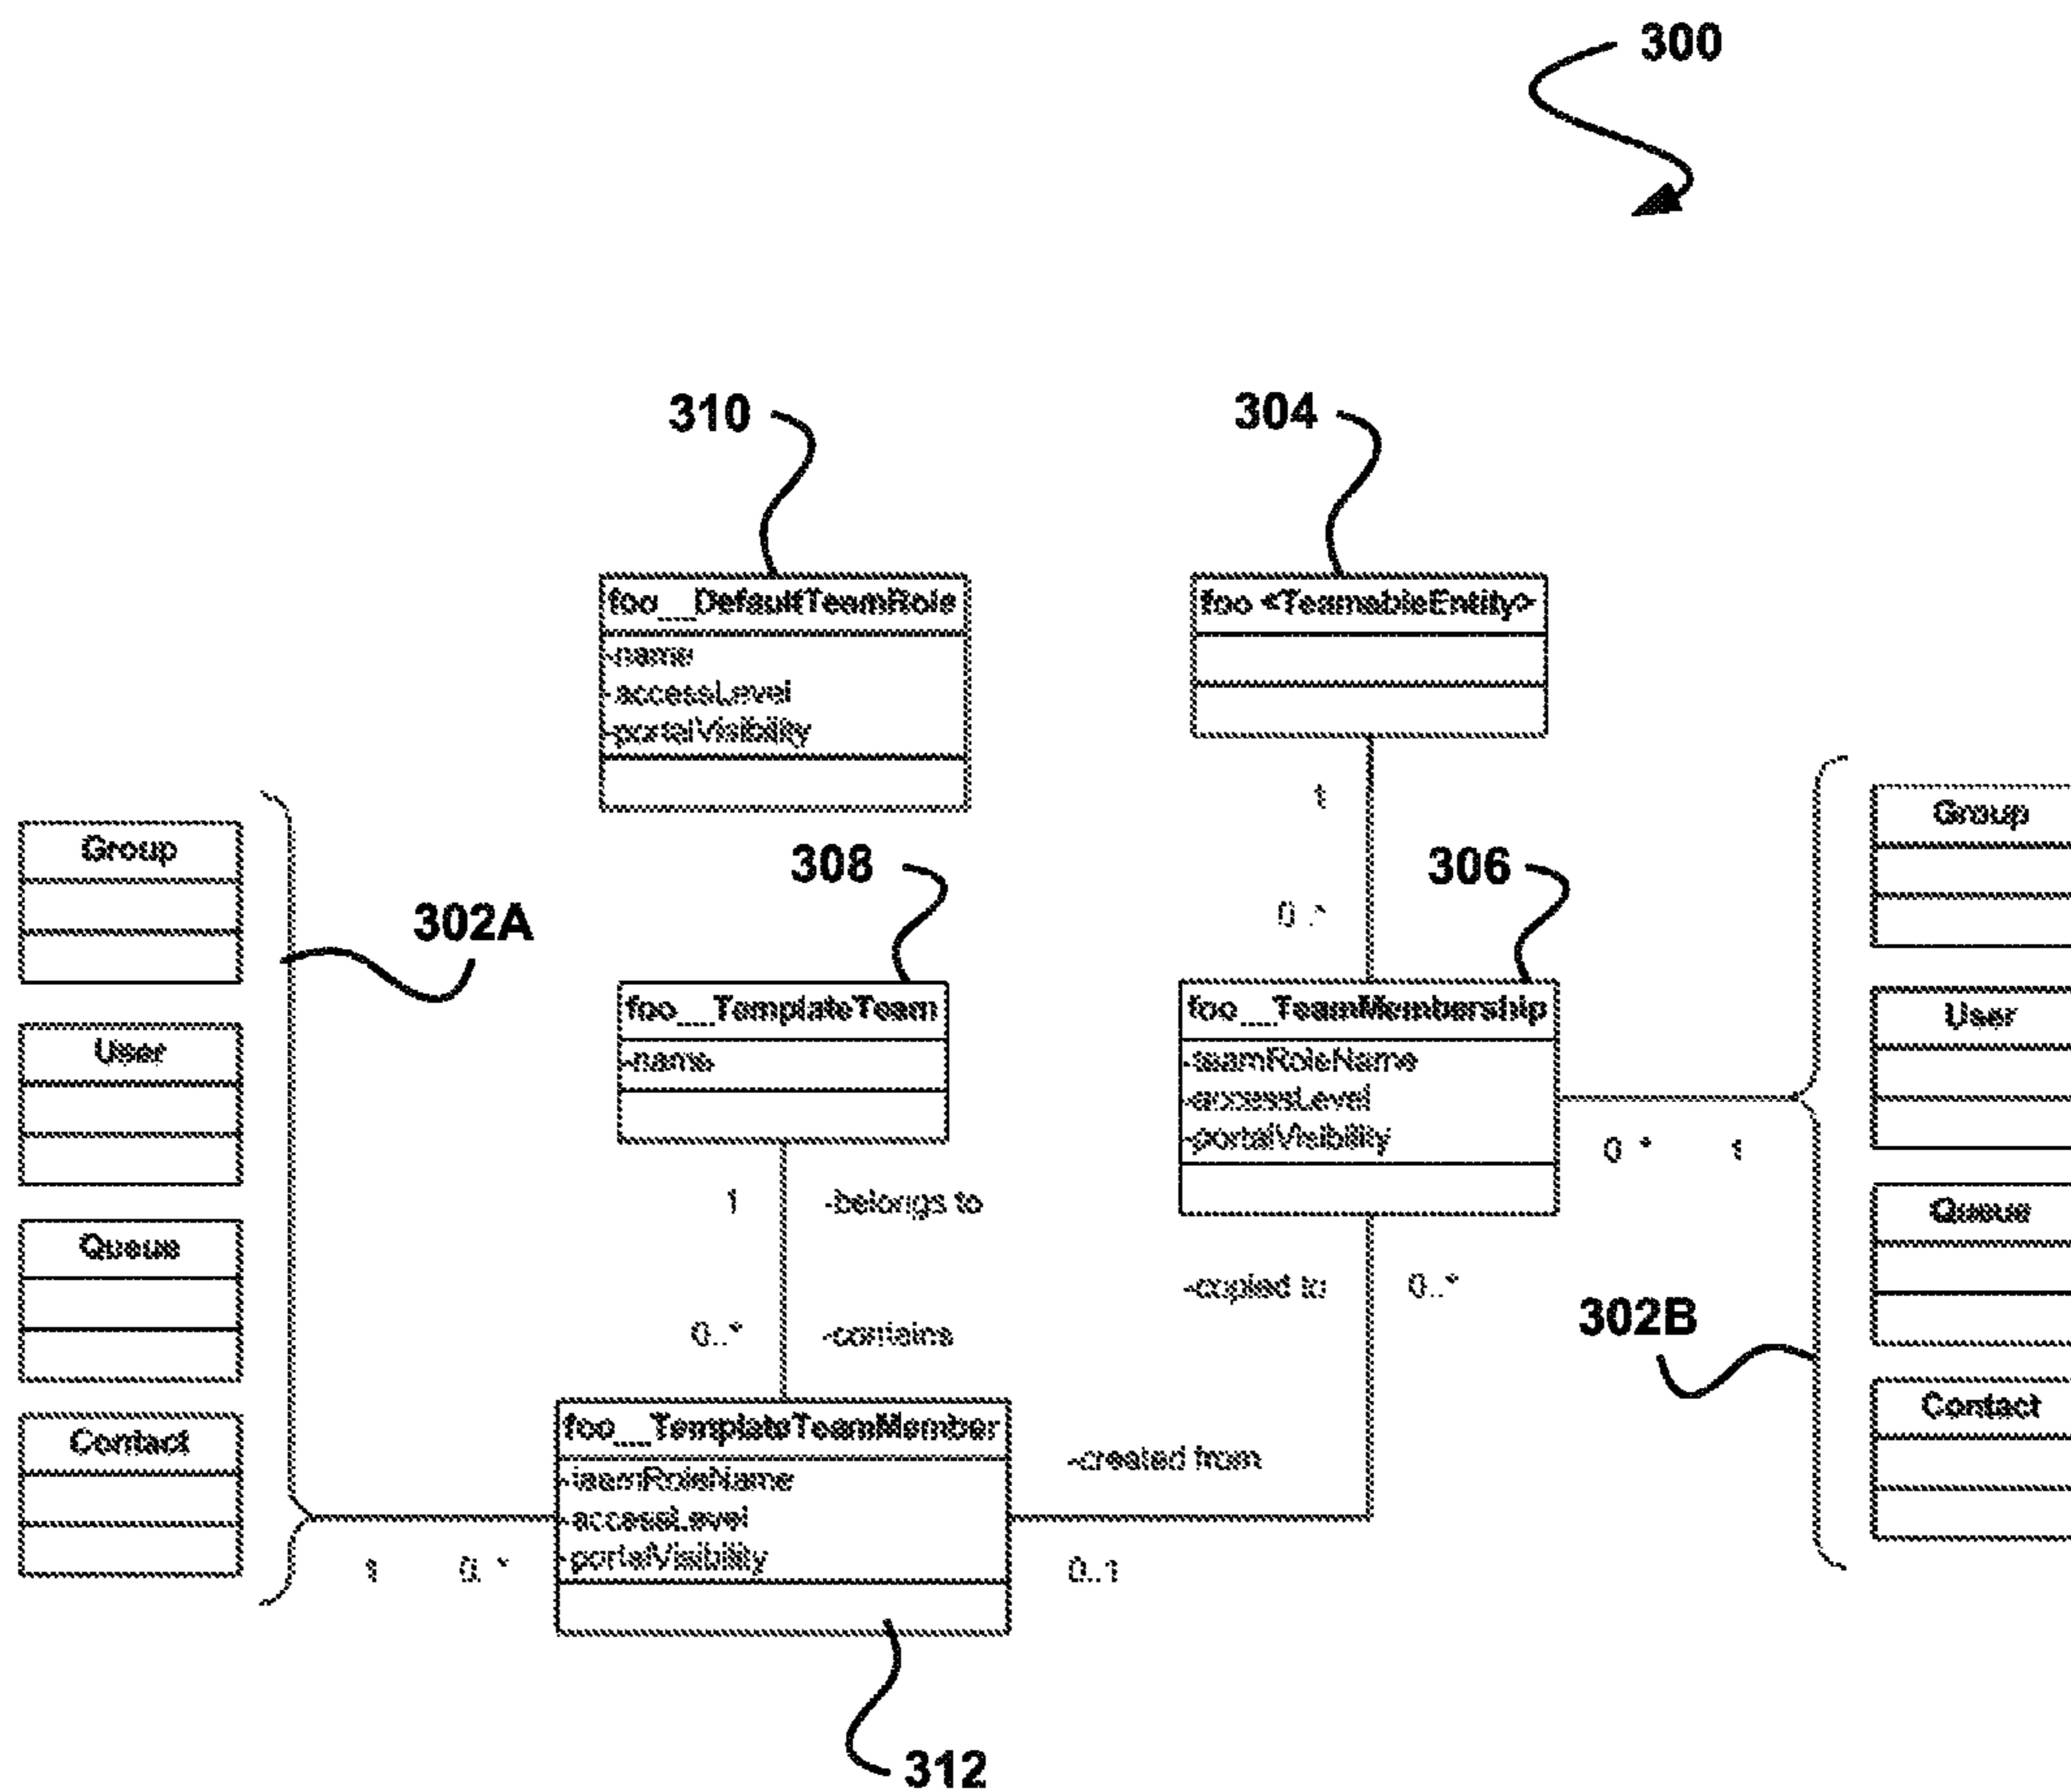 300
310
304
foo__DefaultTeamRole
-name
-accessLevel
-portalVisibility
foo <TeamableEntity>
1
0..*
308
306
302A
Group
User
Queue
Contact
foo__TemplateTeam
-name
foo__TeamMembership
-teamRoleName
-accessLevel
-portalVisibility
0..* 1
Group
User
Queue
Contact
302B
1 -belongs to
0..* -contains
-copied to 0..*
foo__TemplateTeamMember
-teamRoleName
-accessLevel
-portalVisibility
-created from
0..1
1 0..*
312